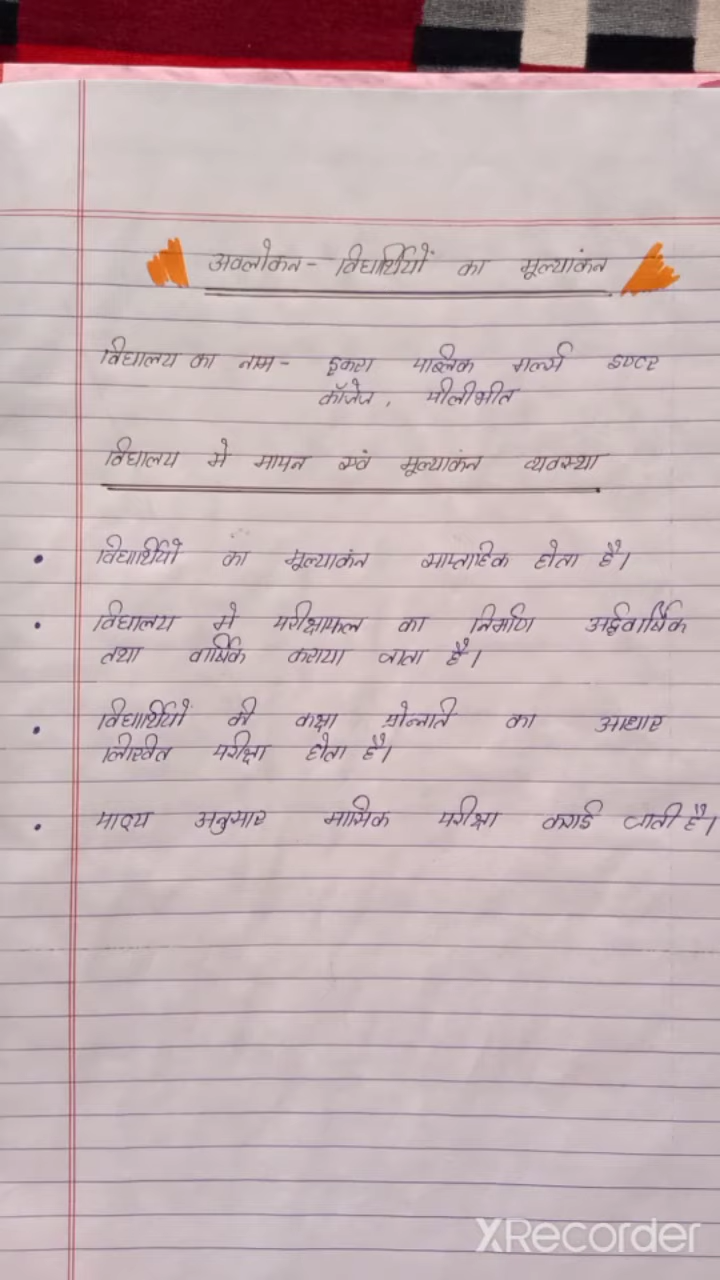 अवलोकन - विद्यार्थियों का मूल्यांकन
विद्यालय का नाम - इकरा पब्लिक गर्ल्स इण्टर
कॉलेज, पीलीभीत
विद्यालय मे मापन एवं मूल्यांकन व्यवस्था
• विद्यार्थियो का मूल्याकंन साप्ताहिक होता है।
• विद्यालय मे परीक्षाफल का निर्माण अर्द्धवार्षिक
तथा वार्षिक कराया जाता है।
• विद्यार्थियों की कक्षा प्रोन्नति का आधार
लिखित परीक्षा होता है।
• अनुसार मासिक परीक्षा कराई जाती है।
XRecorder